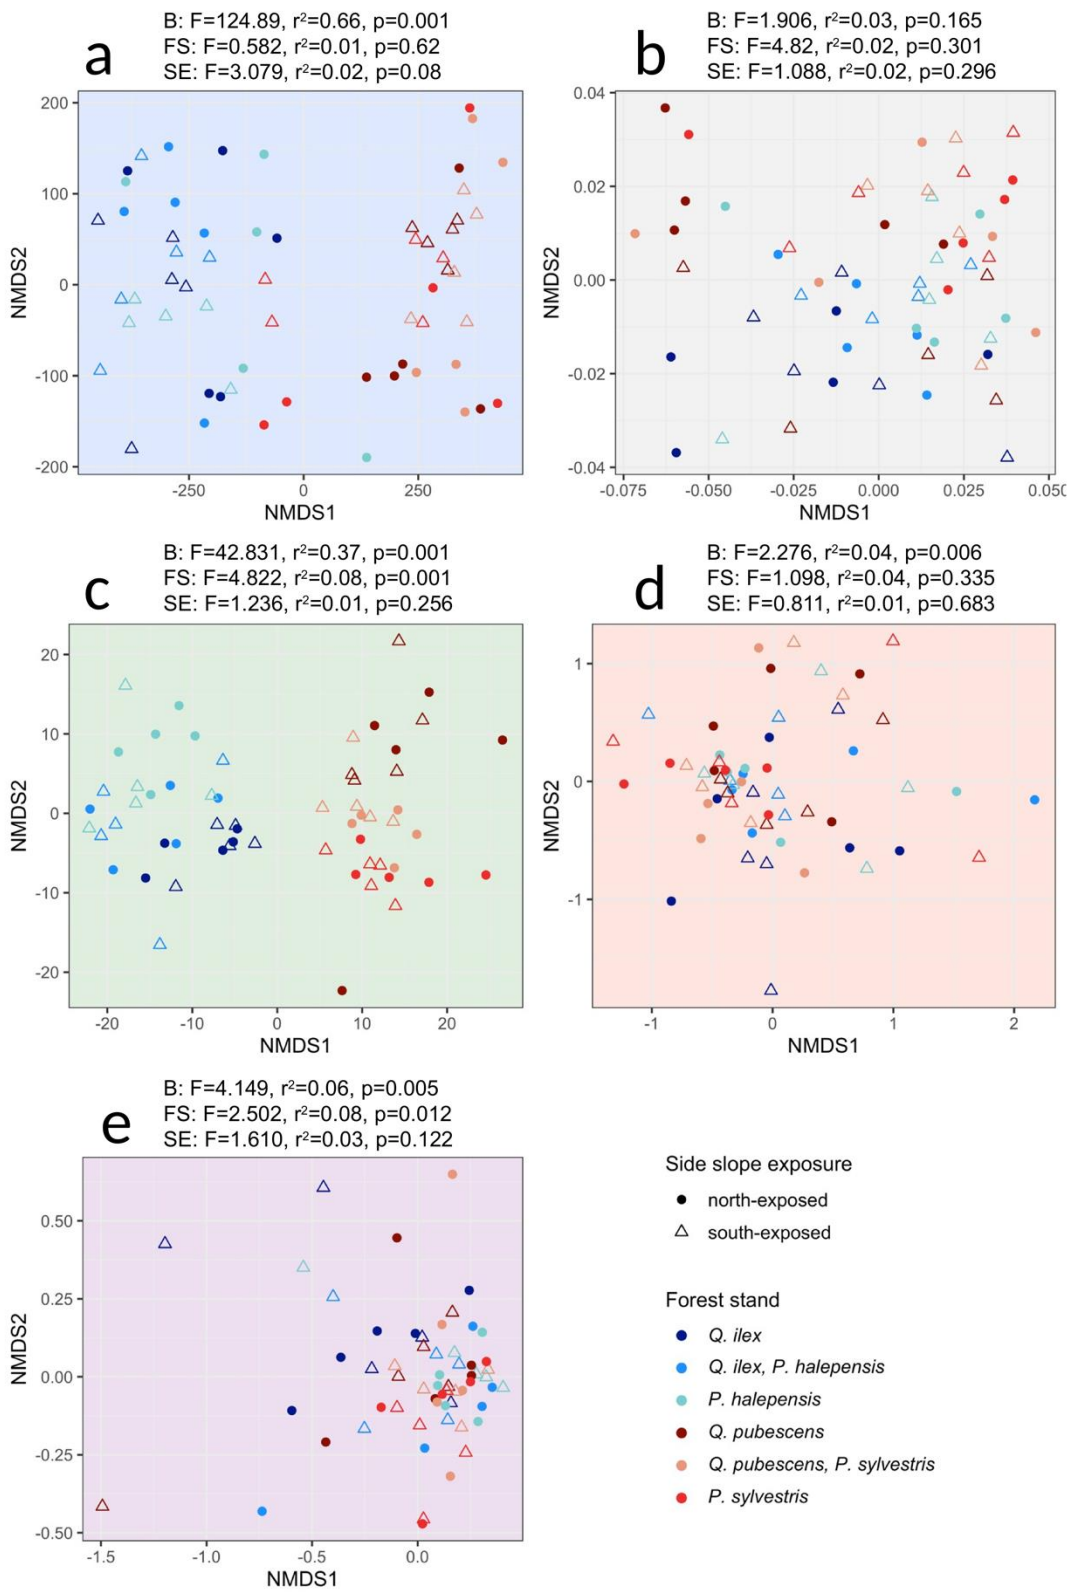 B: F=124.89, r²=0.66, p=0.001
FS: F=0.582, r²=0.01, p=0.62
SE: F=3.079, r²=0.02, p=0.08
a
200
100
0
-100
-200
NMDS2
-250
0
250
NMDS1
B: F=1.906, r²=0.03, p=0.165
FS: F=4.82, r²=0.02, p=0.301
SE: F=1.088, r²=0.02, p=0.296
b
0.04
0.02
0.00
-0.02
-0.04
NMDS2
-0.075
-0.050
-0.025
0.000
0.025
0.050
NMDS1
B: F=42.831, r²=0.37, p=0.001
FS: F=4.822, r²=0.08, p=0.001
SE: F=1.236, r²=0.01, p=0.256
c
20
10
0
-10
-20
NMDS2
-20
-10
0
10
20
NMDS1
B: F=2.276, r²=0.04, p=0.006
FS: F=1.098, r²=0.04, p=0.335
SE: F=0.811, r²=0.01, p=0.683
d
1
0
-1
NMDS2
-1
0
1
2
NMDS1
B: F=4.149, r²=0.06, p=0.005
FS: F=2.502, r²=0.08, p=0.012
SE: F=1.610, r²=0.03, p=0.122
e
0.50
0.25
0.00
-0.25
-0.50
NMDS2
-1.5
-1.0
-0.5
0.0
NMDS1
Side slope exposure
north-exposed
south-exposed
Forest stand
Q. ilex
Q. ilex, P. halepensis
P. halepensis
Q. pubescens
Q. pubescens, P. sylvestris
P. sylvestris